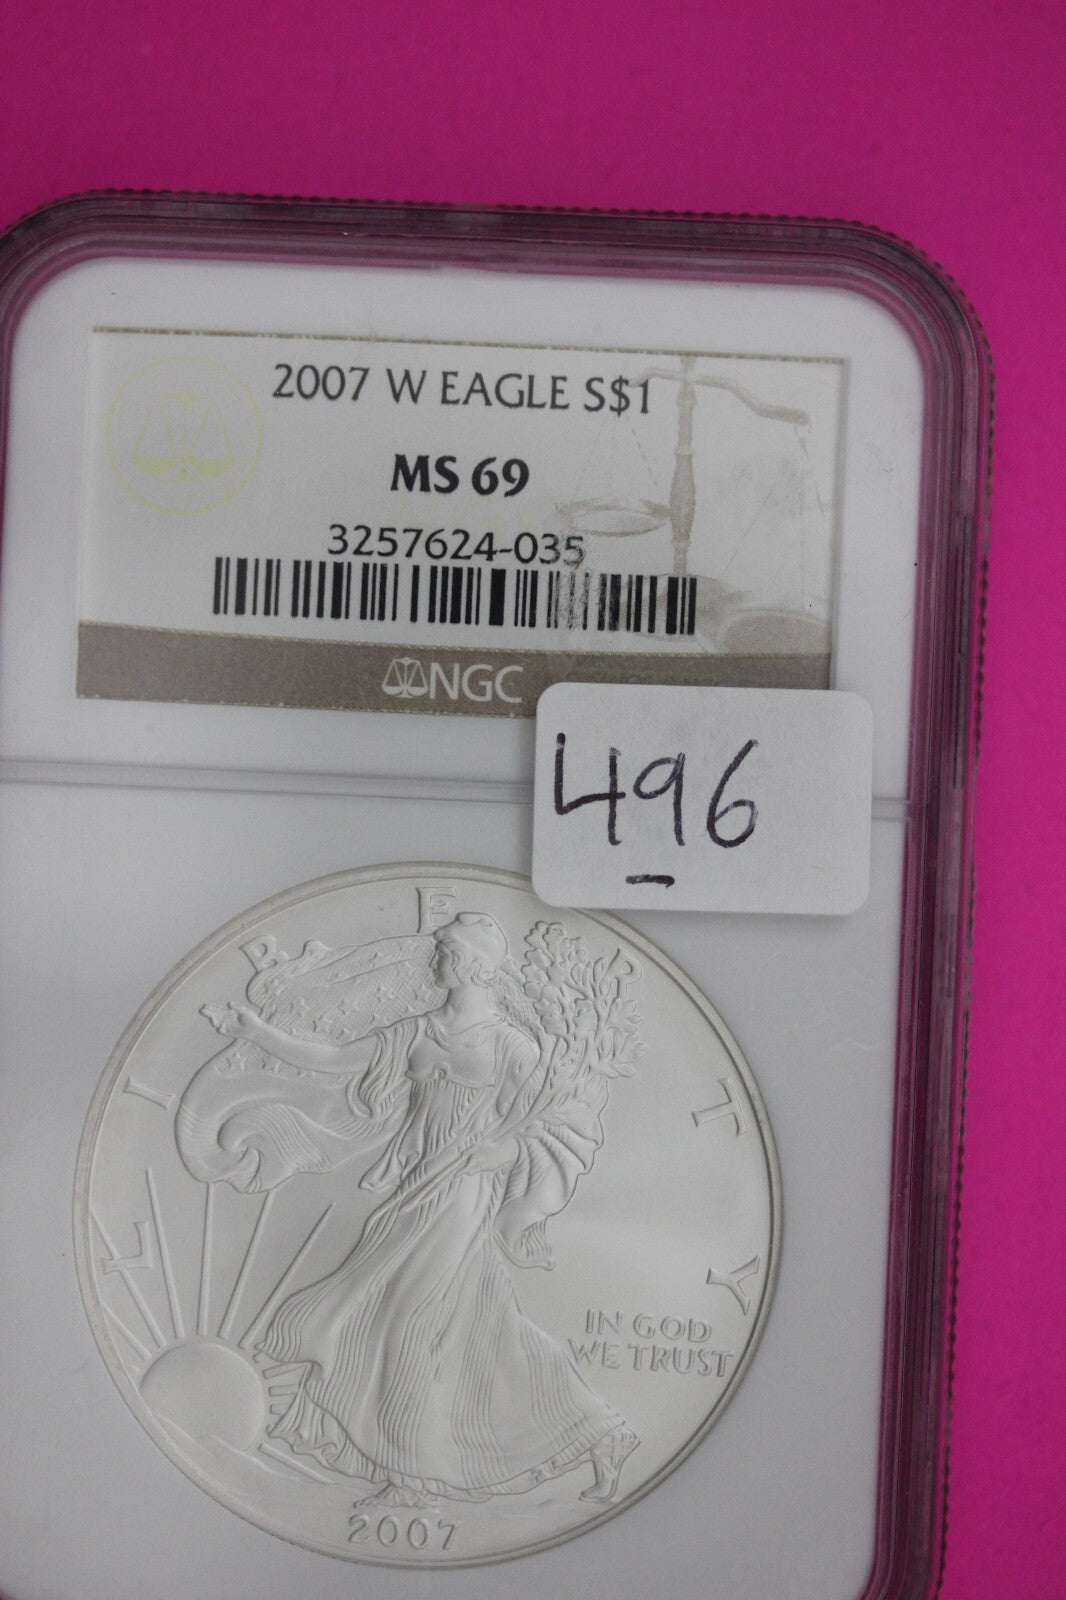 2007 W EAGLE S$1
MS 69
3257624-035
NGC
496
LIBERTY
IN GOD
WE TRUST
2007